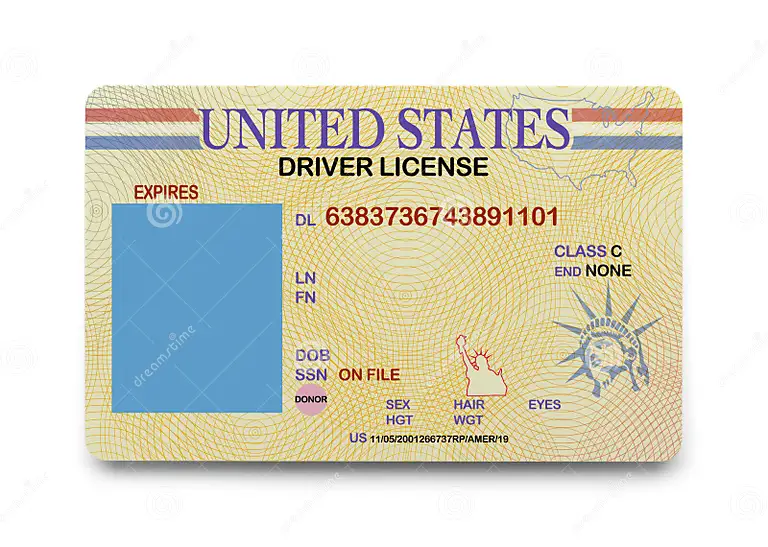 UNITED STATES
DRIVER LICENSE
EXPIRES
DL 6383736743891101
CLASS C
END NONE
LN
FN
DOB
SSN ON FILE
DONOR
SEX HAIR EYES
HGT WGT
US 11/05/2001266737RP/AMER/19
dreamstime